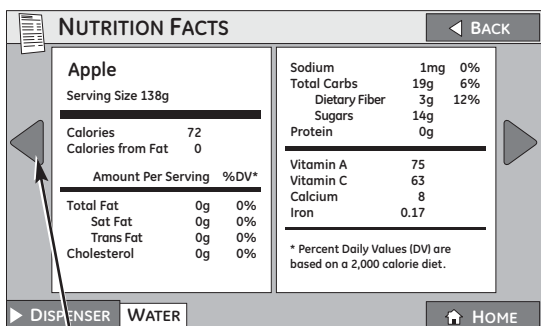 NUTRITION FACTS
BACK
Apple
Serving Size 138g
Calories 72
Calories from Fat 0
Amount Per Serving %DV*
Total Fat 0g 0%
Sat Fat 0g 0%
Trans Fat 0g 0%
Cholesterol 0g 0%
Sodium 1mg 0%
Total Carbs 19g 6%
Dietary Fiber 3g 12%
Sugars 14g
Protein 0g
Vitamin A 75
Vitamin C 63
Calcium 8
Iron 0.17
* Percent Daily Values (DV) are
based on a 2,000 calorie diet.
DISPENSER WATER
HOME